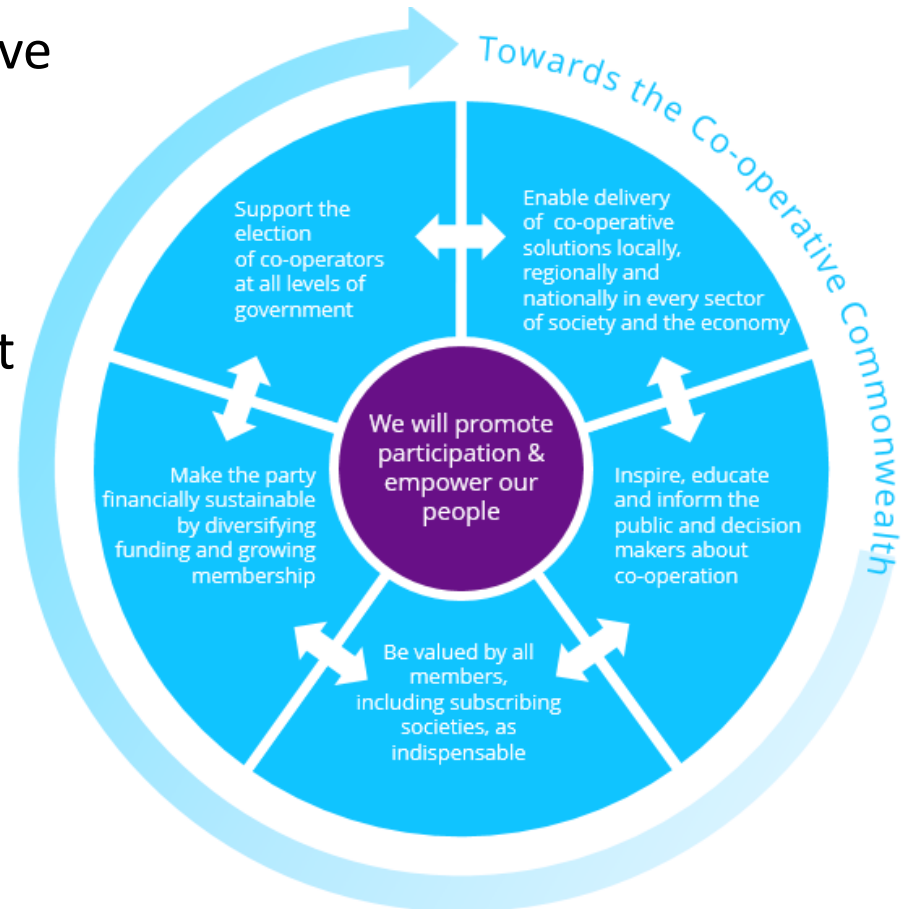 ve
t
Towards the Co-operative Commonwealth
Support the
election
of co-operators
at all levels of
government
Enable delivery
of co-operative
solutions locally,
regionally and
nationally in every sector
of society and the economy
We will promote
participation &
empower our
people
Make the party
financially sustainable
by diversifying
funding and growing
membership
Inspire, educate
and inform the
public and decision
makers about
co-operation
Be valued by all
members,
including subscribing
societies, as
indispensable